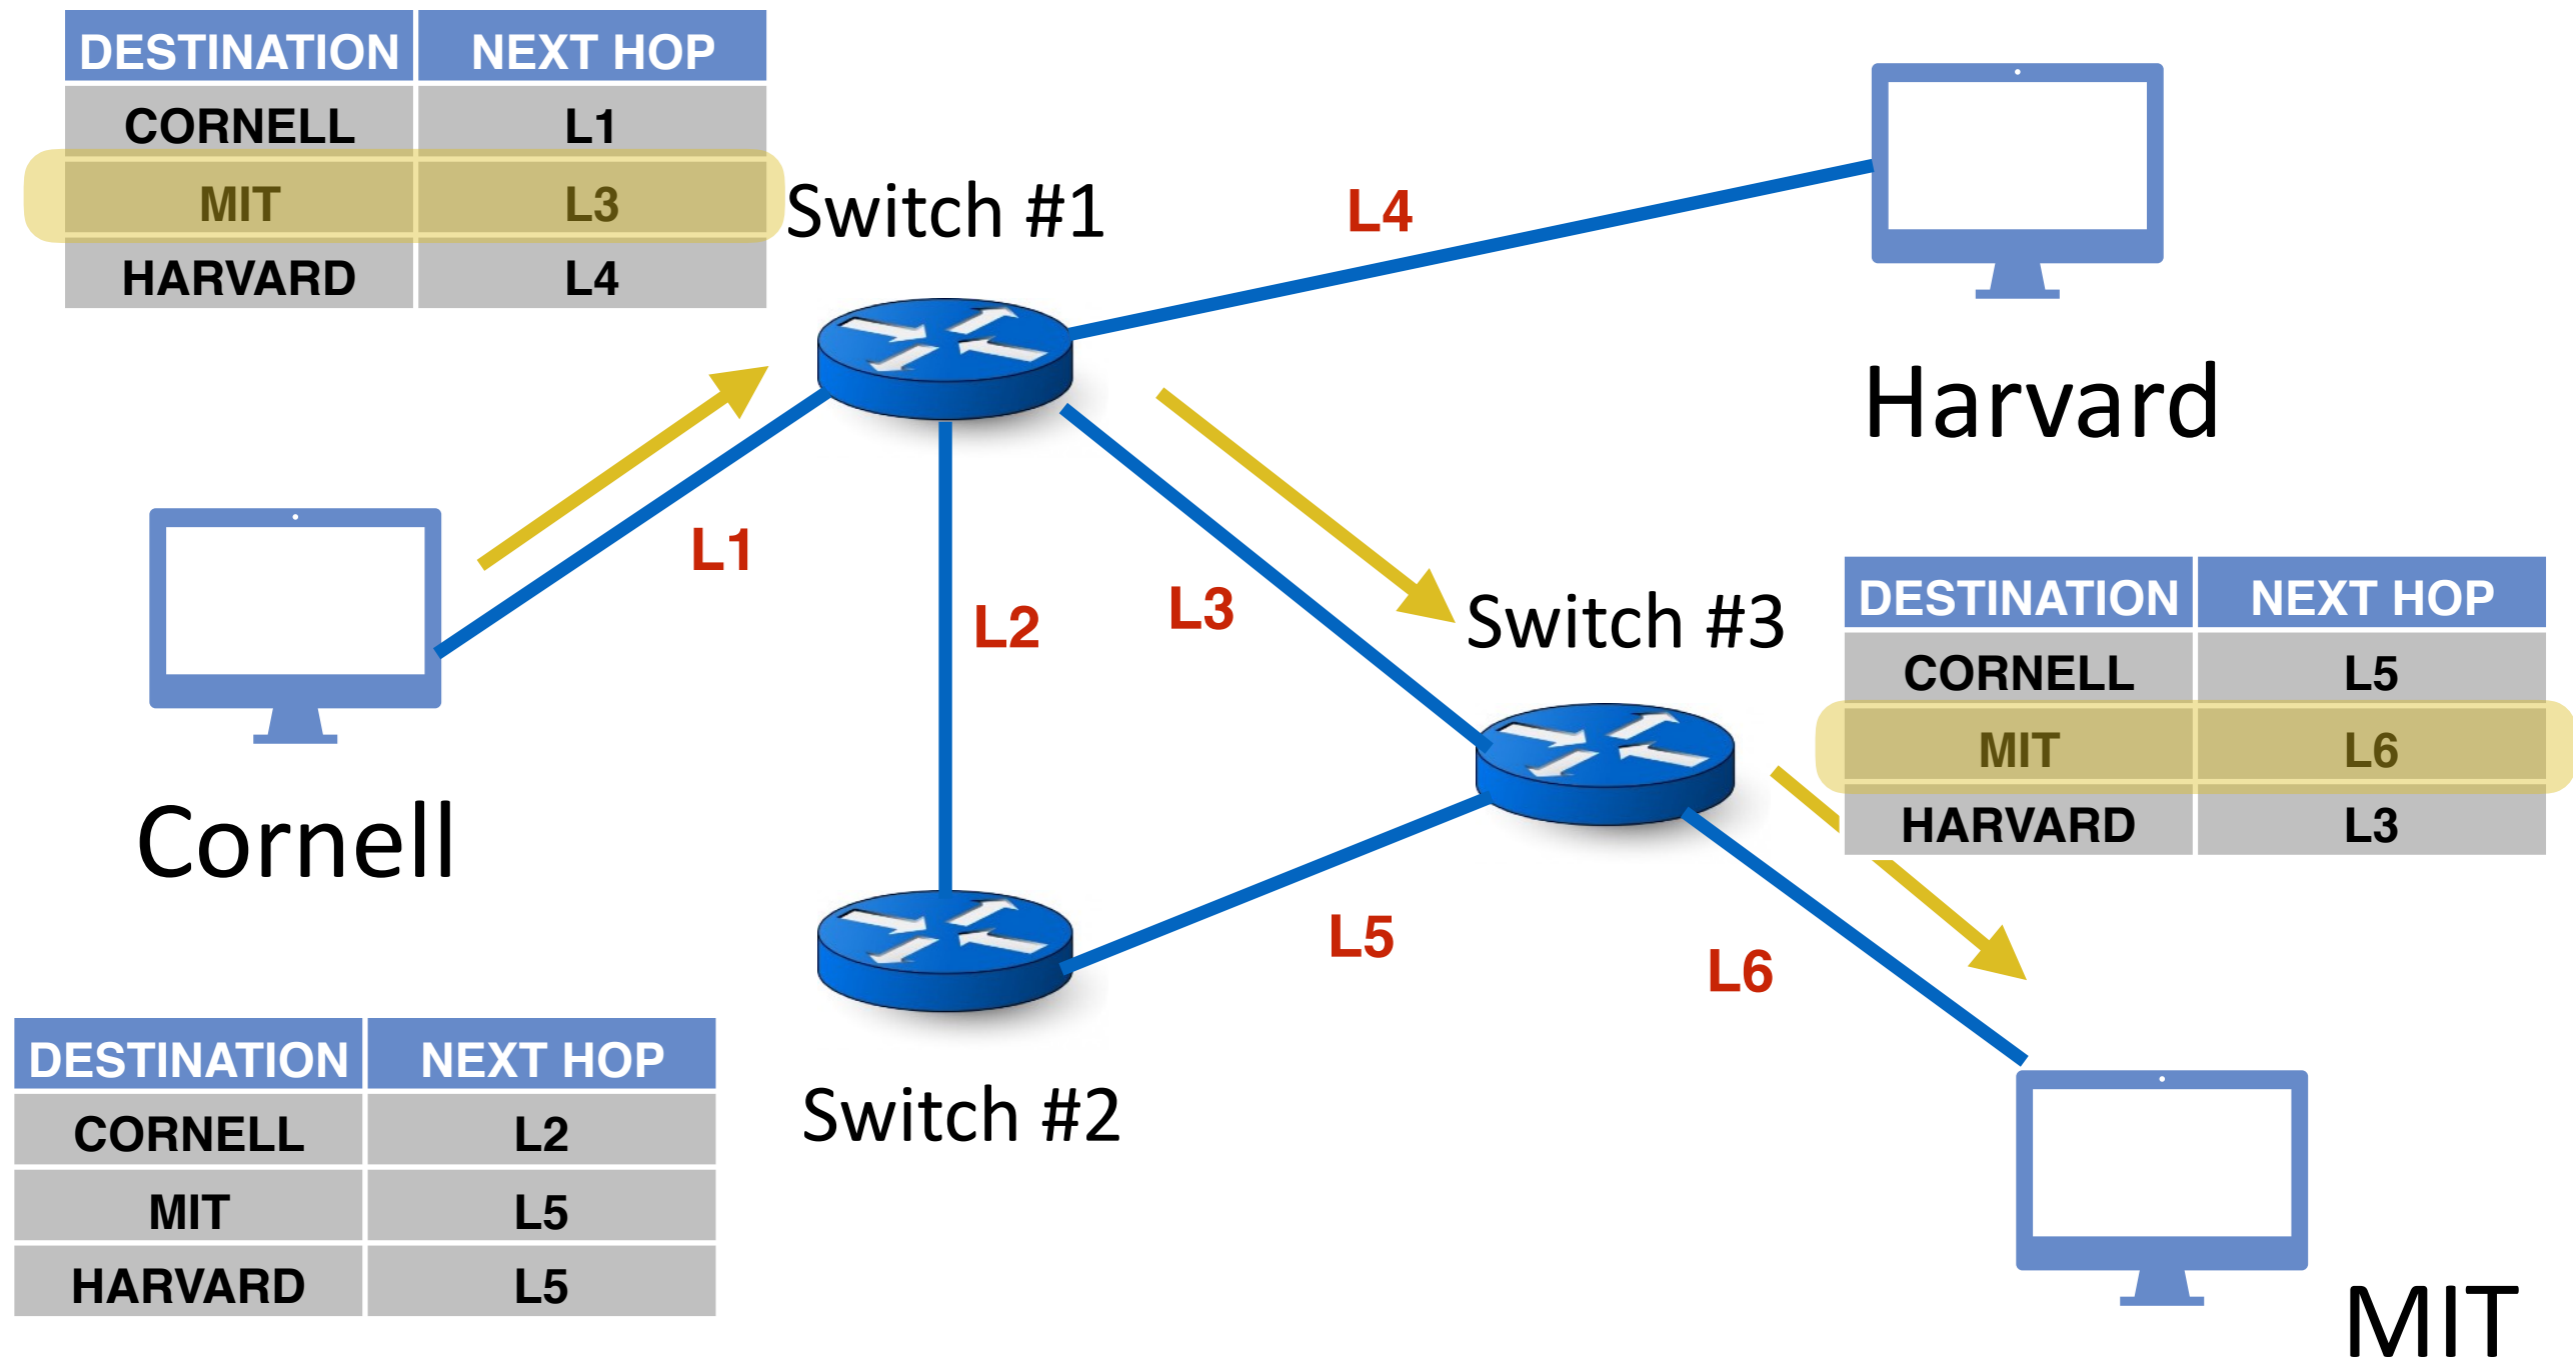 DESTINATION NEXT HOP
CORNELL L1
MIT L3
HARVARD L4
Switch #1
L4
Harvard
L1
L2
L3
Switch #3
DESTINATION NEXT HOP
CORNELL L5
MIT L6
HARVARD L3
Cornell
L5
L6
Switch #2
DESTINATION NEXT HOP
CORNELL L2
MIT L5
HARVARD L5
MIT